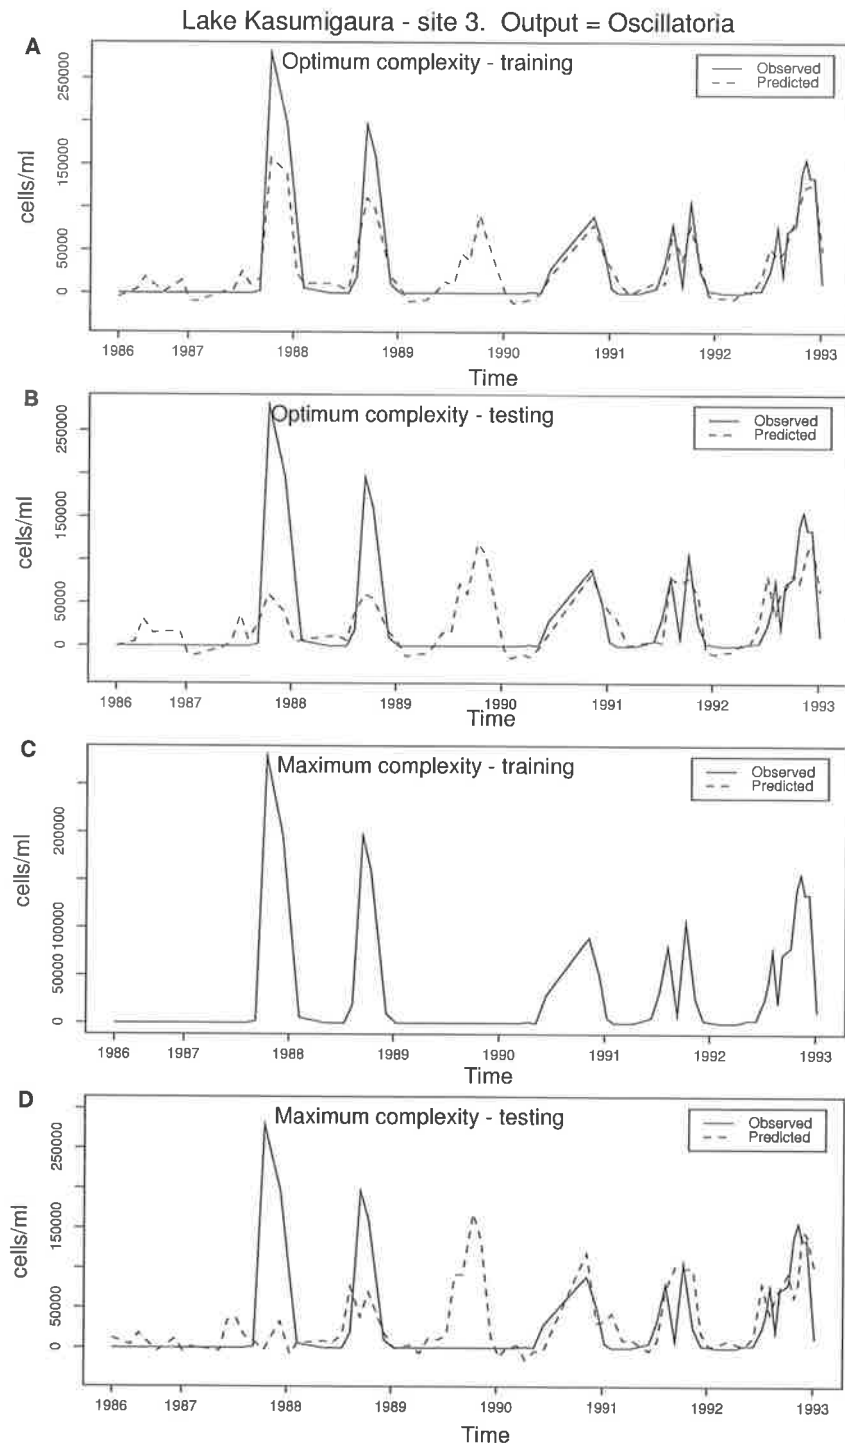 Lake Kasumigaura - site 3. Output = Oscillatoria
A
Optimum complexity - training
Observed
Predicted
cells/ml
250000
150000
50000
0
1986 1987 1988 1989 1990 1991 1992 1993
Time
B
Optimum complexity - testing
Observed
Predicted
cells/ml
250000
150000
50000
0
1986 1987 1988 1989 1990 1991 1992 1993
Time
C
Maximum complexity - training
Observed
Predicted
cells/ml
200000
100000
50000
0
1986 1987 1988 1989 1990 1991 1992 1993
Time
D
Maximum complexity - testing
Observed
Predicted
cells/ml
250000
150000
50000
0
1986 1987 1988 1989 1990 1991 1992 1993
Time